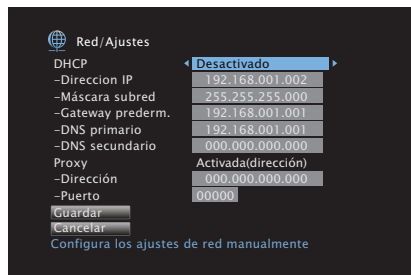 Red/Ajustes
DHCP Desactivado
–Direccion IP 192.168.001.002
–Máscara subred 255.255.255.000
–Gateway prederm. 192.168.001.001
–DNS primario 192.168.001.001
–DNS secundario 000.000.000.000
Proxy Activada(dirección)
–Dirección 000.000.000.000
–Puerto 00000
Guardar
Cancelar
Configura los ajustes de red manualmente